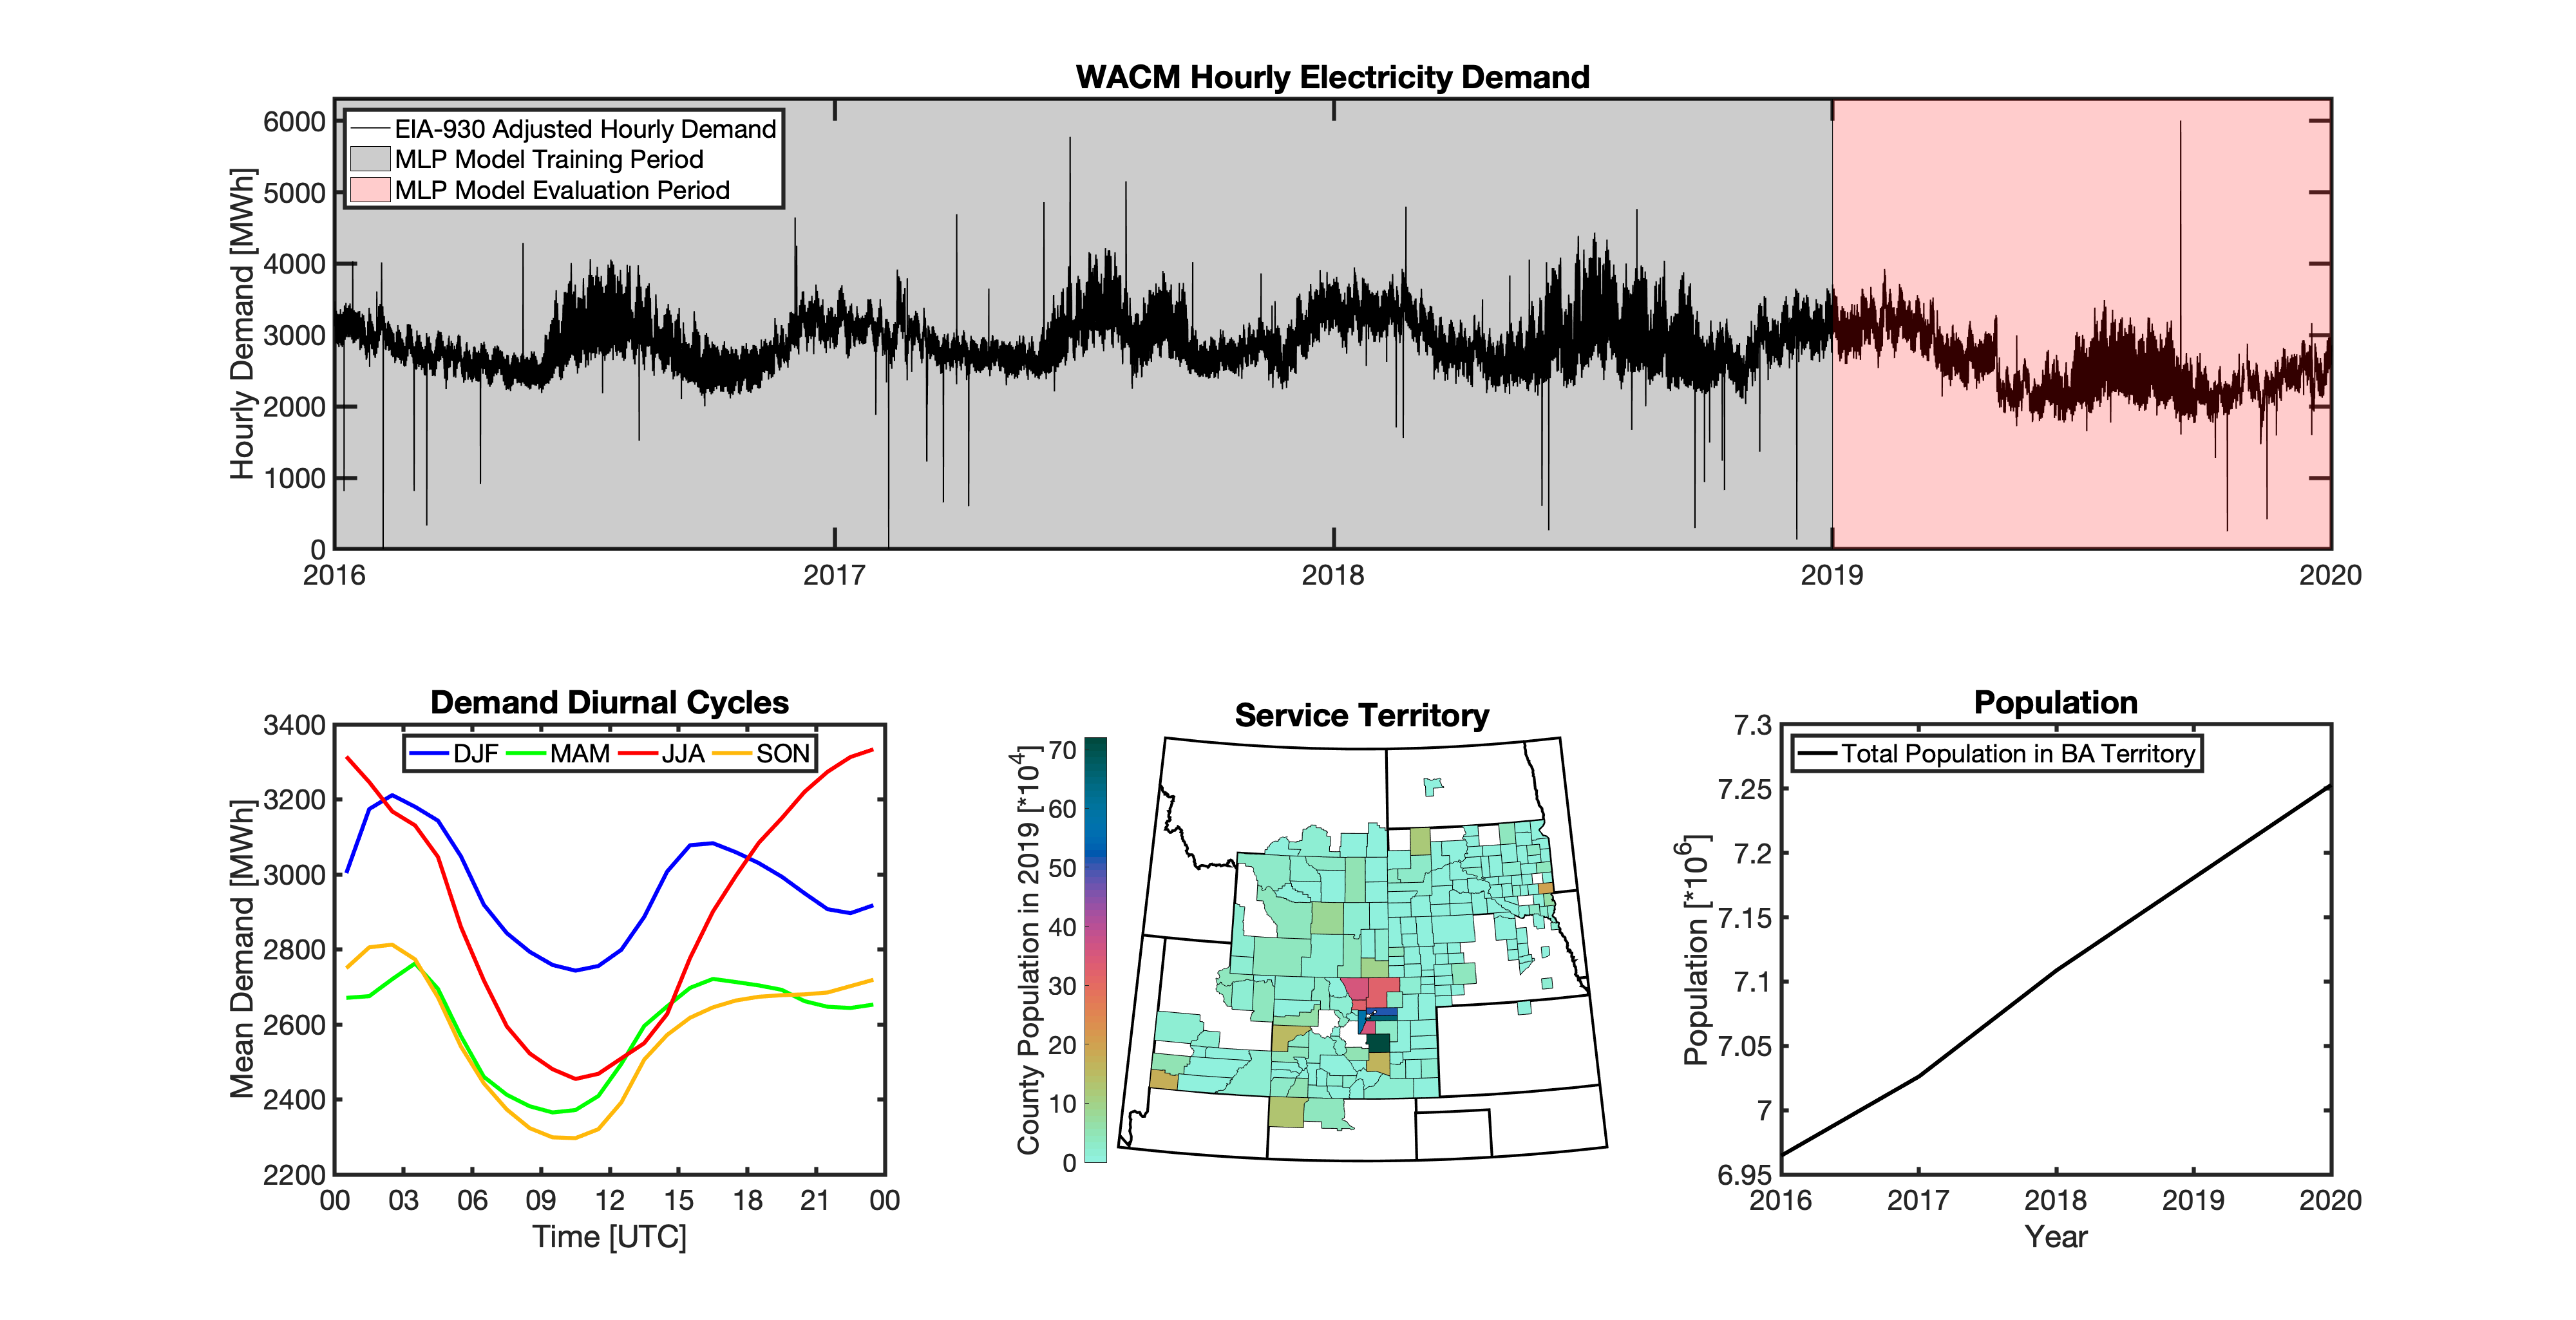 WACM Hourly Electricity Demand
EIA-930 Adjusted Hourly Demand
MLP Model Training Period
MLP Model Evaluation Period
Hourly Demand [MWh]
6000
5000
4000
3000
2000
1000
0
2016 2017 2018 2019 2020
Demand Diurnal Cycles
DJF MAM JJA SON
Mean Demand [MWh]
3400
3200
3000
2800
2600
2400
2200
00 03 06 09 12 15 18 21 00
Time [UTC]
Service Territory
County Population in 2019 [*10^4]
70
60
50
40
30
20
10
0
Population
Total Population in BA Territory
Population [*10^6]
7.3
7.25
7.2
7.15
7.1
7.05
7
6.95
2016 2017 2018 2019 2020
Year